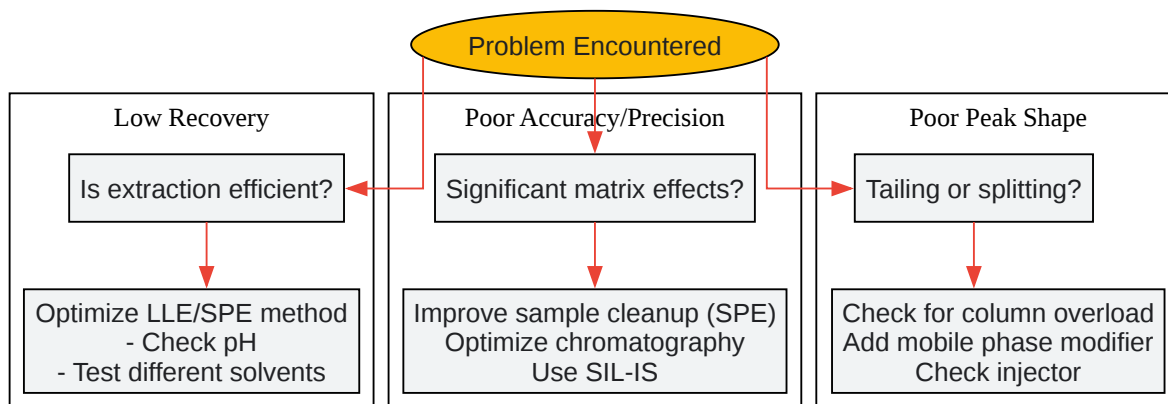 Problem Encountered
Low Recovery
Is extraction efficient?
Optimize LLE/SPE method
- Check pH
- Test different solvents
Poor Accuracy/Precision
Significant matrix effects?
Improve sample cleanup (SPE)
Optimize chromatography
Use SIL-IS
Poor Peak Shape
Tailing or splitting?
Check for column overload
Add mobile phase modifier
Check injector